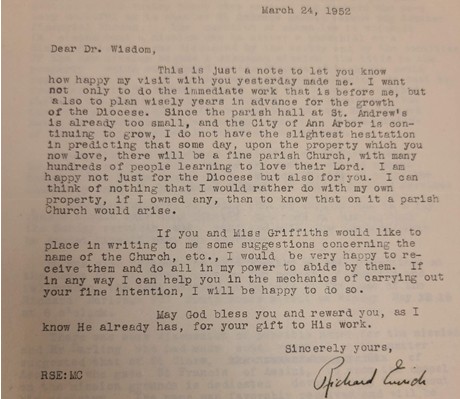 March 24, 1952
Dear Dr. Wisdom,
This is just a note to let you know
how happy my visit with you yesterday made me. I want
not only to do the immediate work that is before me, but
also to plan wisely years in advance for the growth
of the Diocese. Since the parish hall at St. Andrew's
is already too small, and the City of Ann Arbor is con-
tinuing to grow, I do not have the slightest hesitation
in predicting that some day, upon the property which you
now love, there will be a fine parish Church, with many
hundreds of people learning to love their Lord. I am
happy not just for the Diocese but also for you. I can
think of nothing that I would rather do with my own
property, if I owned any, than to know that on it a parish
Church would arise.
If you and Miss Griffiths would like to
place in writing to me some suggestions concerning the
name of the Church, etc., I would be very happy to re-
ceive them and do all in my power to abide by them. If
in any way I can help you in the mechanics of carrying out
your fine intention, I will be happy to do so.
May God bless you and reward you, as I
know He already has, for your gift to His work.
Sincerely yours,
RSE:MC
Richard Emrich